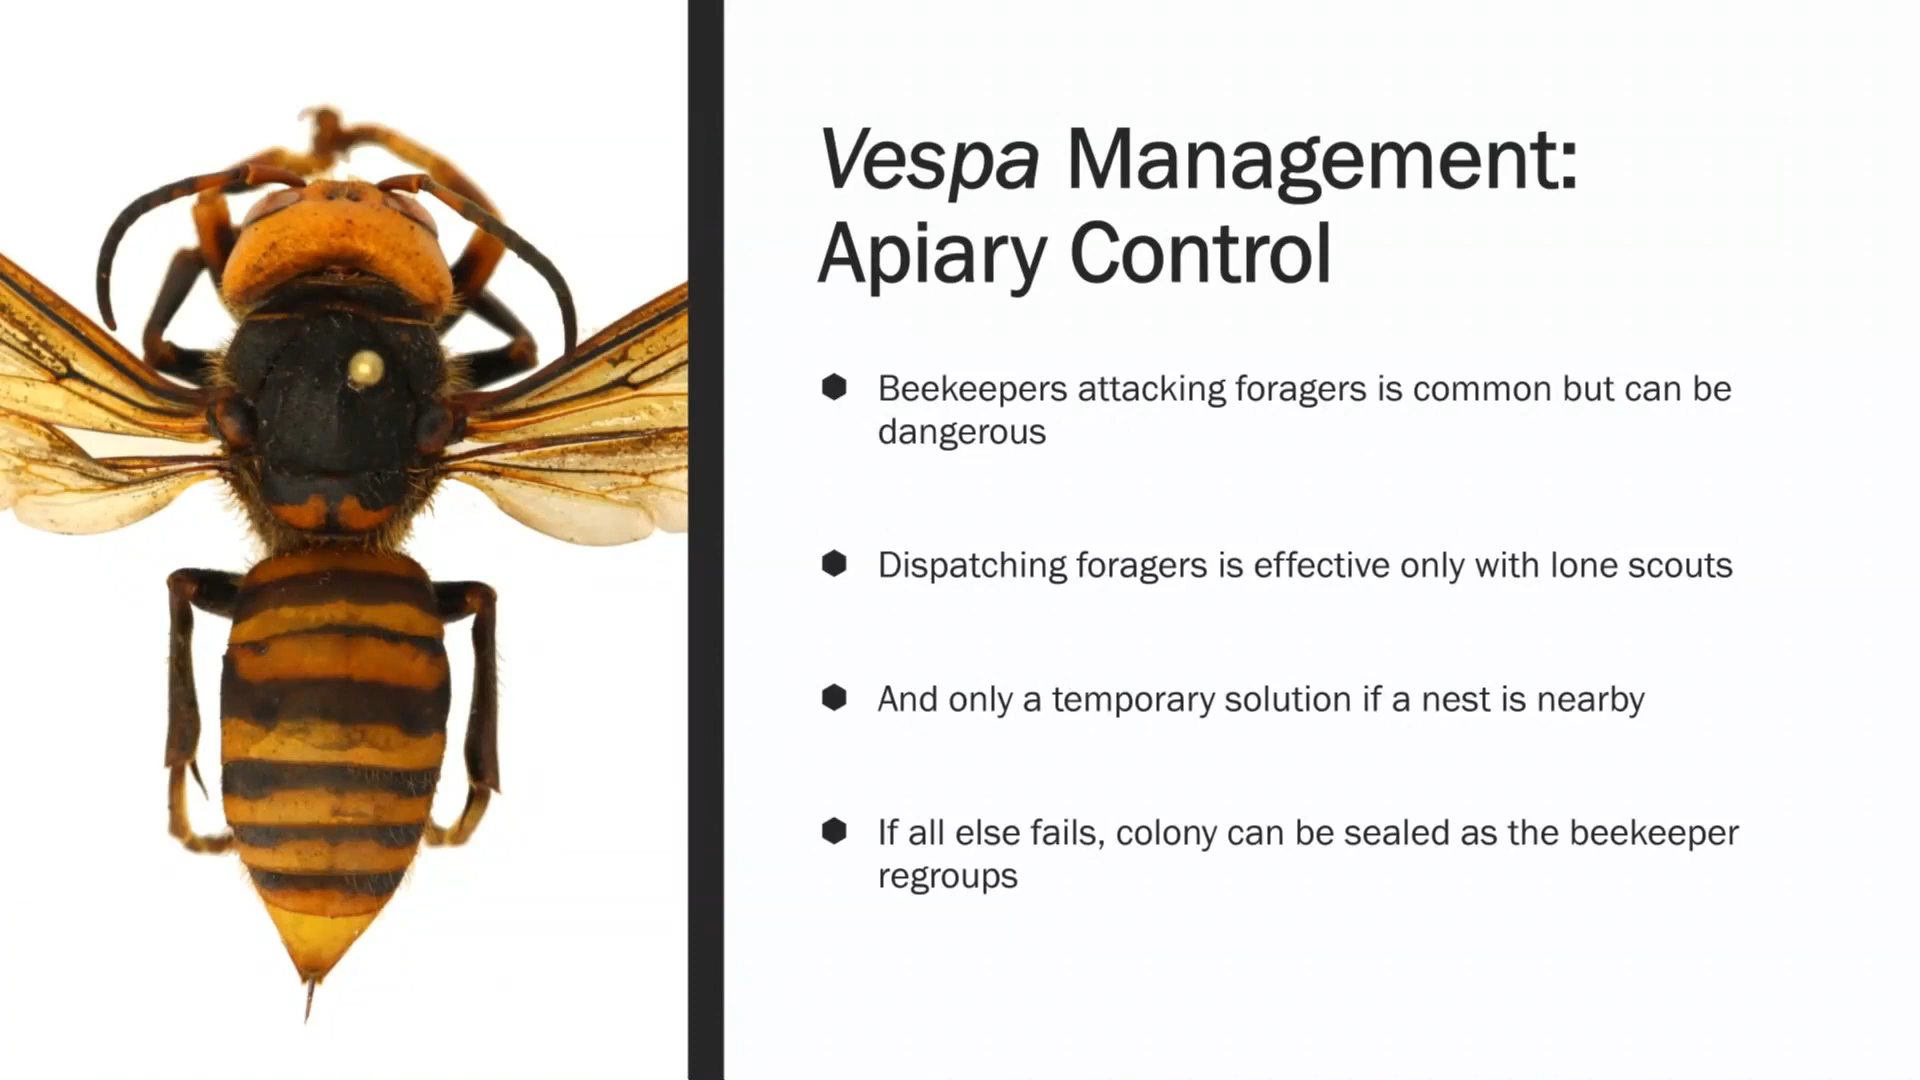 Vespa Management:
Apiary Control
Beekeepers attacking foragers is common but can be
dangerous
Dispatching foragers is effective only with lone scouts
And only a temporary solution if a nest is nearby
If all else fails, colony can be sealed as the beekeeper
regroups